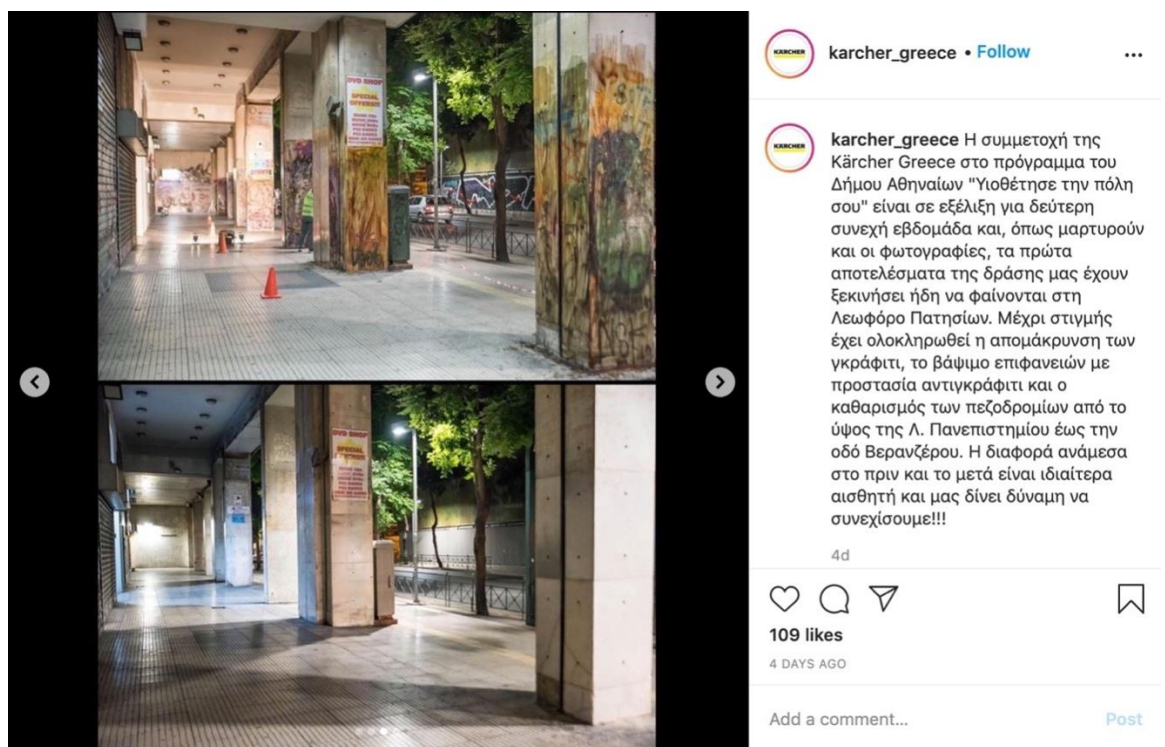 DVD SHOP
SPECIAL
OFFERS!!!
DVD SHOP
SPECIAL
KÄRCHER
karcher_greece • Follow
KÄRCHER
karcher_greece Η συμμετοχή της
Kärcher Greece στο πρόγραμμα του
Δήμου Αθηναίων "Υιοθέτησε την πόλη
σου" είναι σε εξέλιξη για δεύτερη
συνεχή εβδομάδα και, όπως μαρτυρούν
και οι φωτογραφίες, τα πρώτα
αποτελέσματα της δράσης μας έχουν
ξεκινήσει ήδη να φαίνονται στη
Λεωφόρο Πατησίων. Μέχρι στιγμής
έχει ολοκληρωθεί η απομάκρυνση των
γκράφιτι, το βάψιμο επιφανειών με
προστασία αντιγκράφιτι και ο
καθαρισμός των πεζοδρομίων από το
ύψος της Λ. Πανεπιστημίου έως την
οδό Βερανζέρου. Η διαφορά ανάμεσα
στο πριν και το μετά είναι ιδιαίτερα
αισθητή και μας δίνει δύναμη να
συνεχίσουμε!!!
4d
109 likes
4 DAYS AGO
Add a comment...
Post